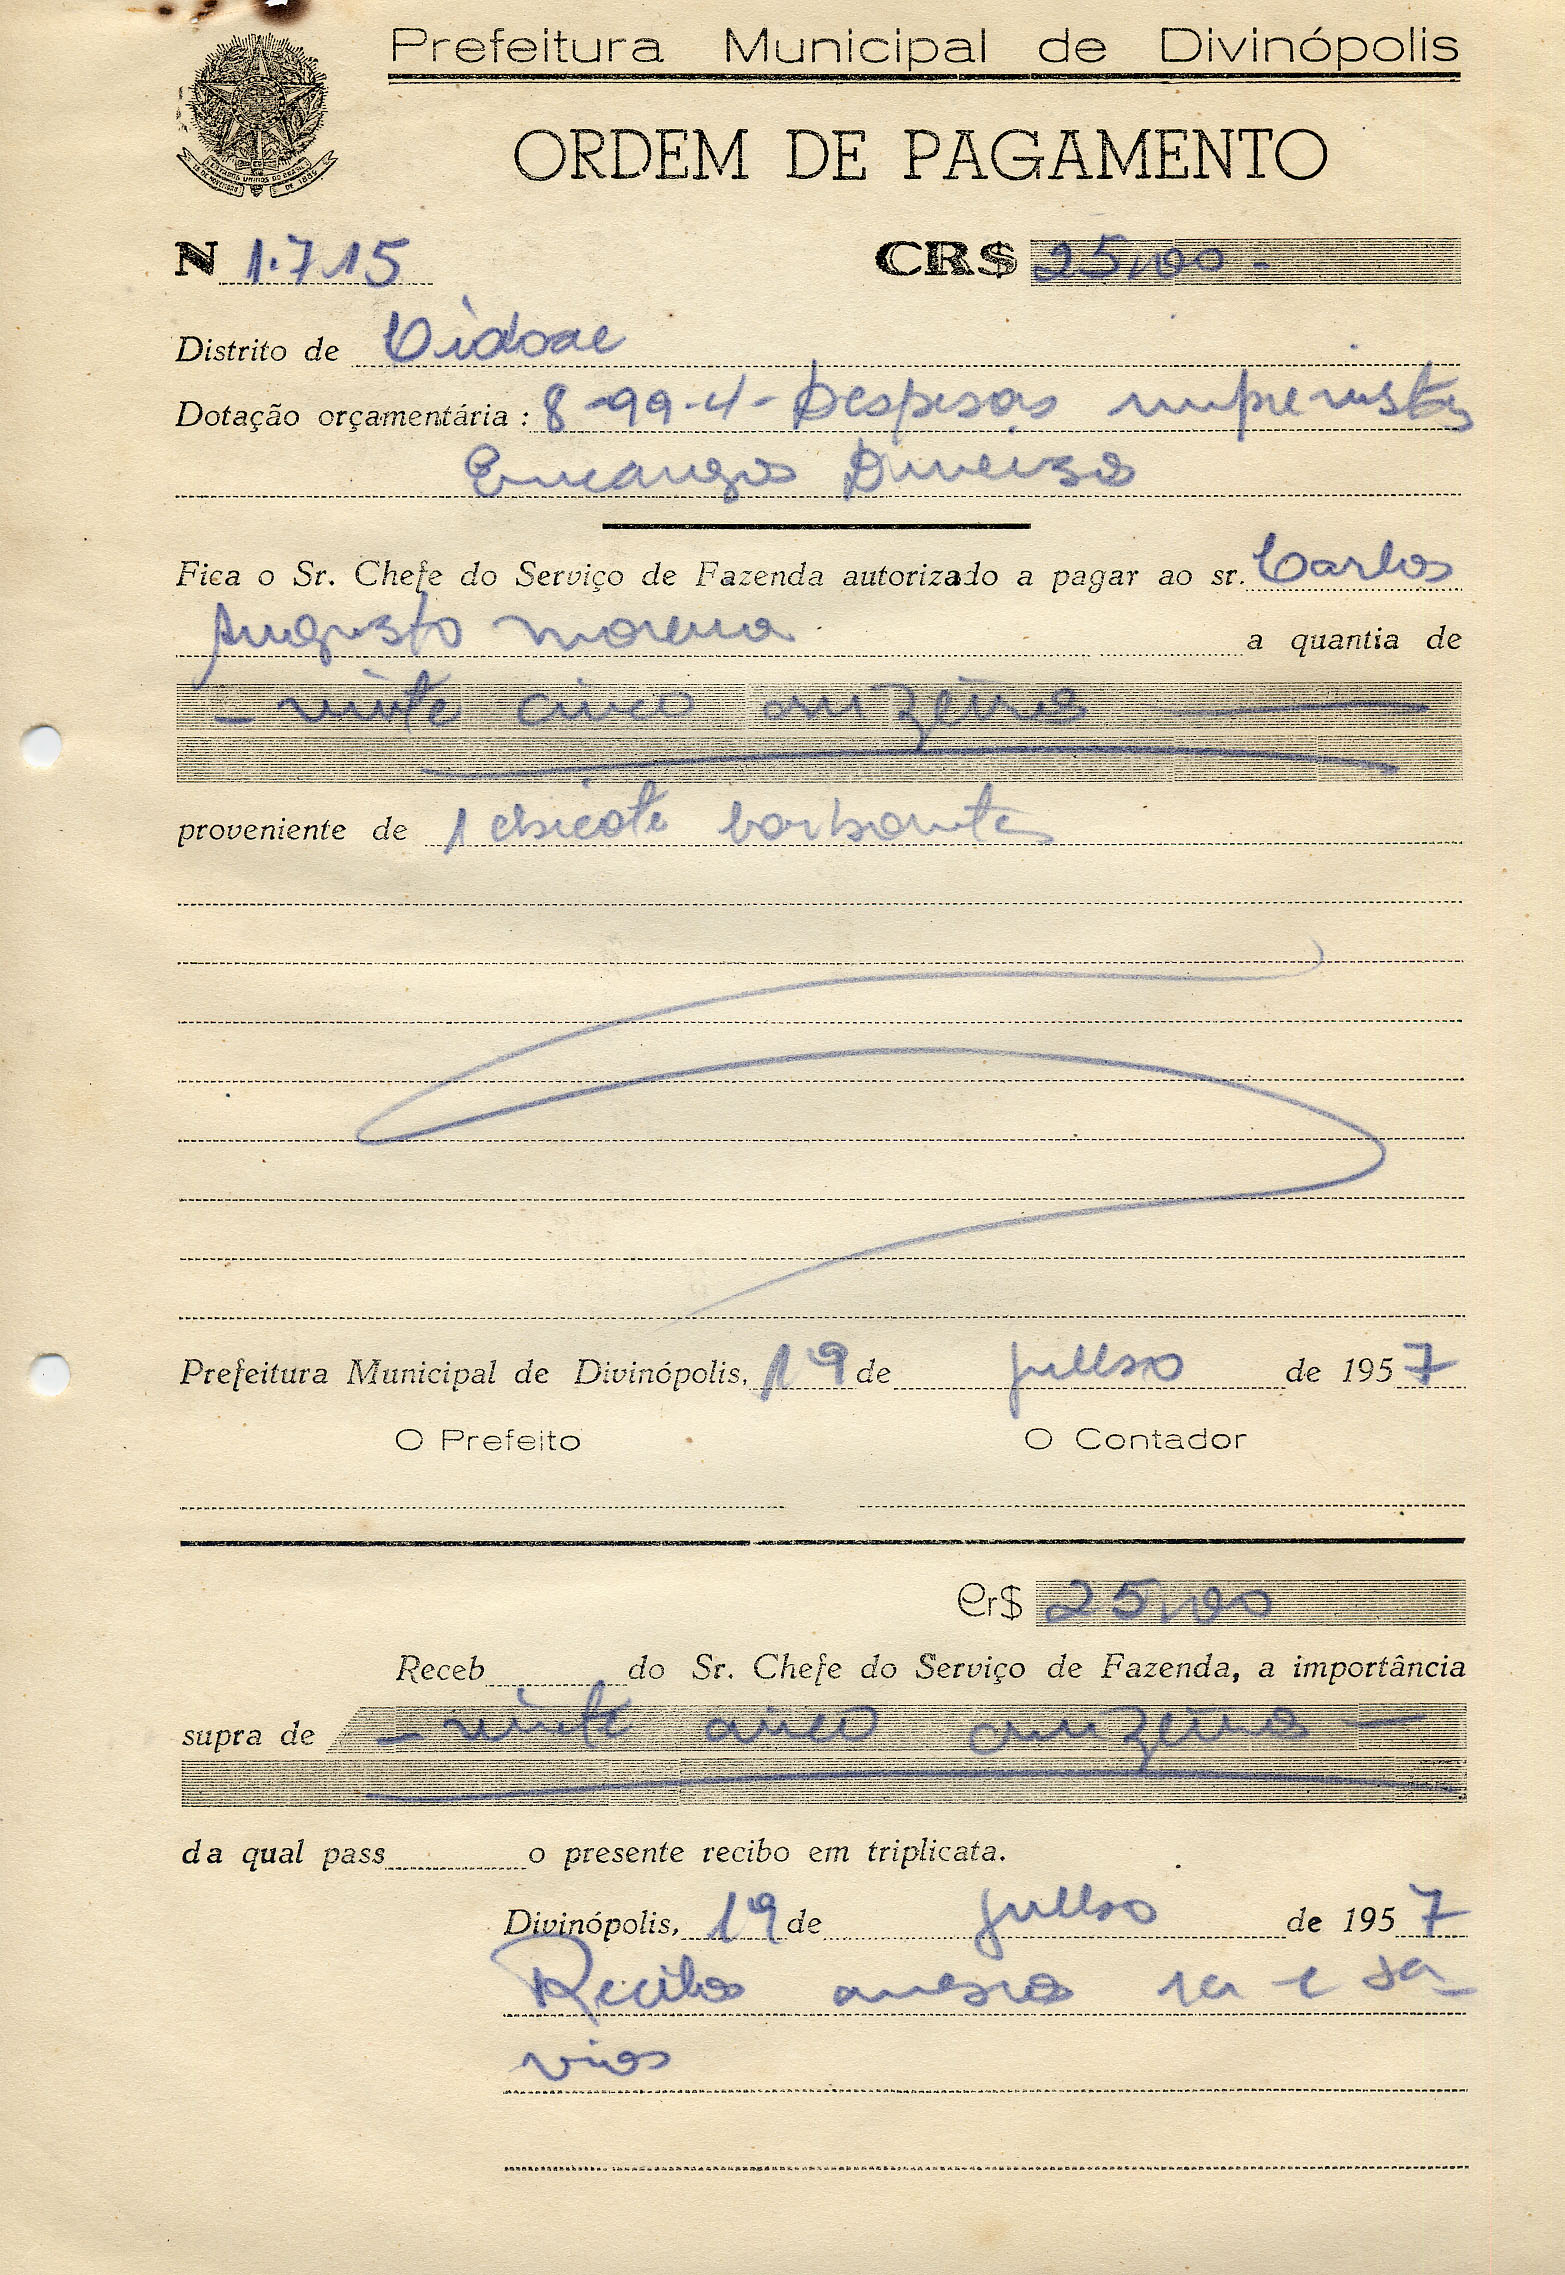 Prefeitura Municipal de Divinópolis
ORDEM DE PAGAMENTO
N 1.715 CR$ 25,00 -
Distrito de Cidade
Dotação orçamentária: 8-99-4- Despesas imprevistas
Encargos Diversos
Fica o Sr. Chefe do Serviço de Fazenda autorizado a pagar ao sr. Carlos
Augusto Morena a quantia de
- vinte cinco cruzeiros
proveniente de 1 chicote barbante
Prefeitura Municipal de Divinópolis, 19 de julho de 1957
O Prefeito O Contador
Cr$ 25,00
Receb do Sr. Chefe do Serviço de Fazenda, a importância
supra de - vinte cinco cruzeiros -
da qual pass o presente recibo em triplicata.
Divinópolis, 19 de julho de 1957
Recibos anexos